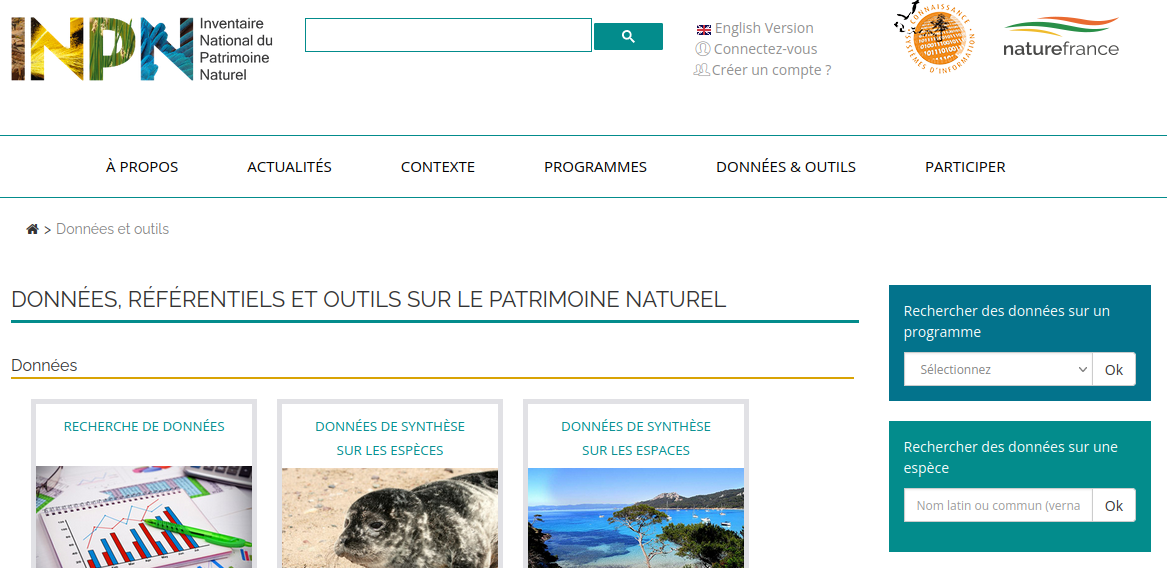 INPN
Inventaire
National du
Patrimoine
Naturel
English Version
Connectez-vous
Créer un compte ?
CONNAISSANCE
SYSTÈMES D'INFORMATION
naturefrance
À PROPOS
ACTUALITÉS
CONTEXTE
PROGRAMMES
DONNÉES & OUTILS
PARTICIPER
> Données et outils
DONNÉES, RÉFÉRENTIELS ET OUTILS SUR LE PATRIMOINE NATUREL
Données
RECHERCHE DE DONNÉES
DONNÉES DE SYNTHÈSE
SUR LES ESPÈCES
DONNÉES DE SYNTHÈSE
SUR LES ESPACES
Rechercher des données sur un
programme
Sélectionnez
Ok
Rechercher des données sur une
espèce
Nom latin ou commun (verna
Ok